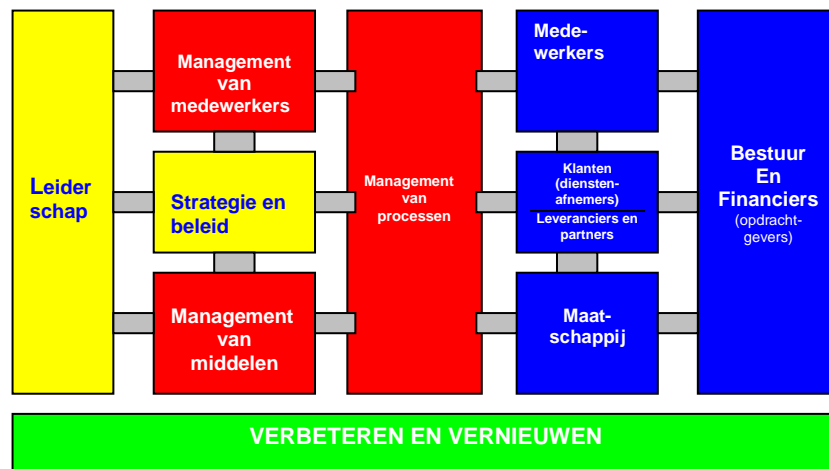 Leider
schap
Management
van
medewerkers
Strategie en
beleid
Management
van
middelen
Management
van
processen
Mede-
werkers
Klanten
(diensten-
afnemers)
Leveranciers en
partners
Maat-
schappij
Bestuur
En
Financiers
(opdracht-
gevers)
VERBETEREN EN VERNIEUWEN